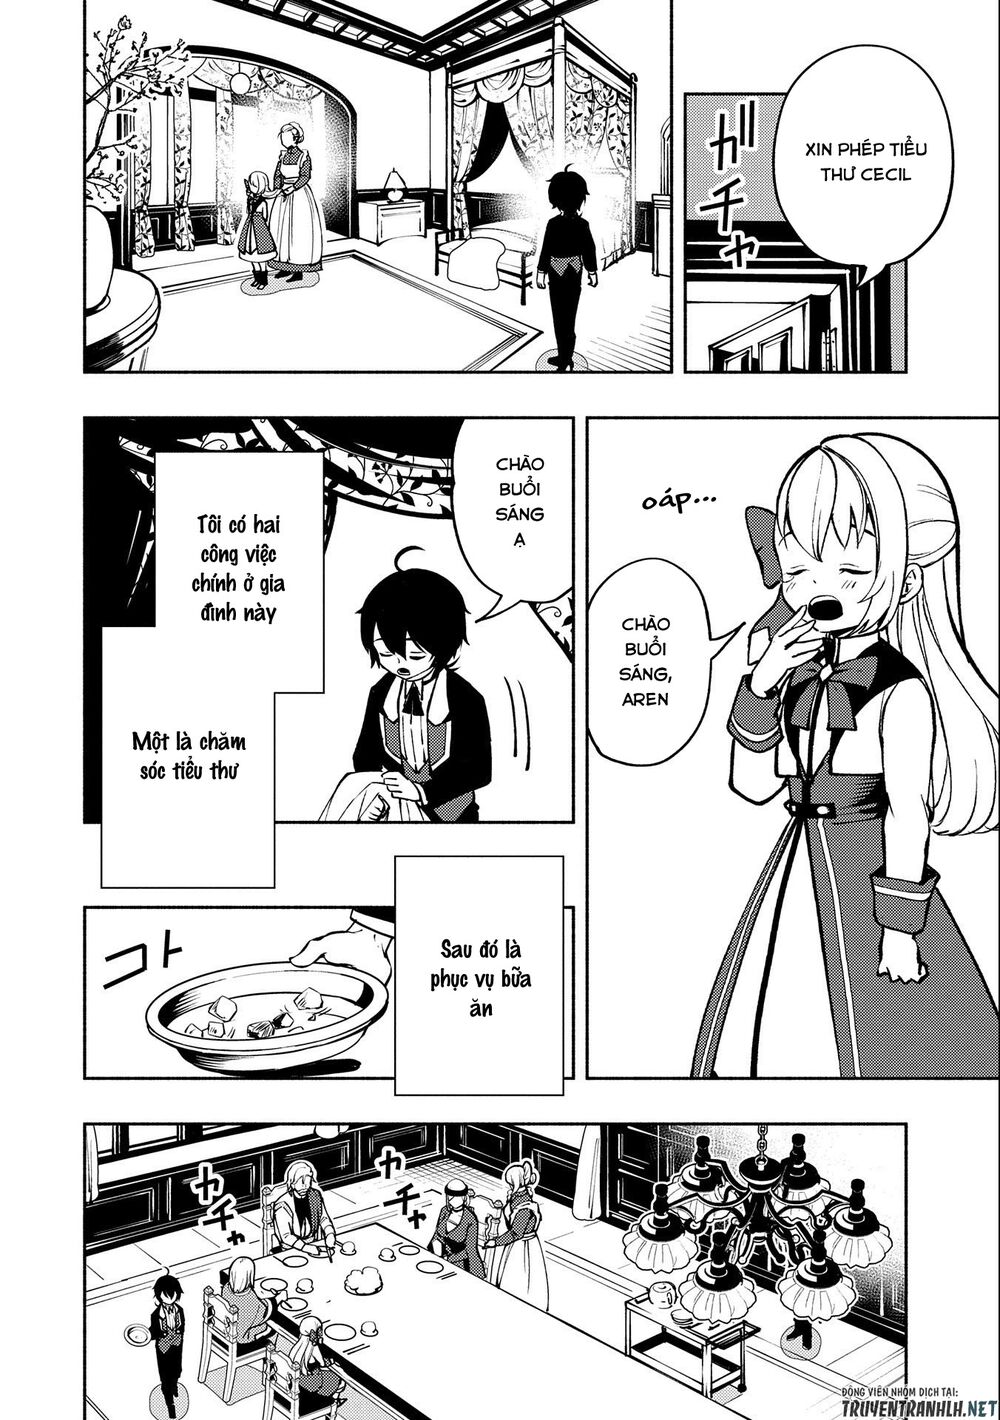 XIN PHÉP TIỂU
THƯ CECIL
ガチャ
oáp...
CHÀO
BUỔI
SÁNG,
AREN
CHÀO
BUỔI
SÁNG
Ạ
Tôi có hai
công việc
chính ở gia
đình này
Một là chăm
sóc tiểu thư
Sau đó là
phục vụ bữa
ăn
コト
カチャ
カチャ
ĐỘNG VIÊN NHÓM DỊCH TẠI:
TRUYENTRANHLH.NET